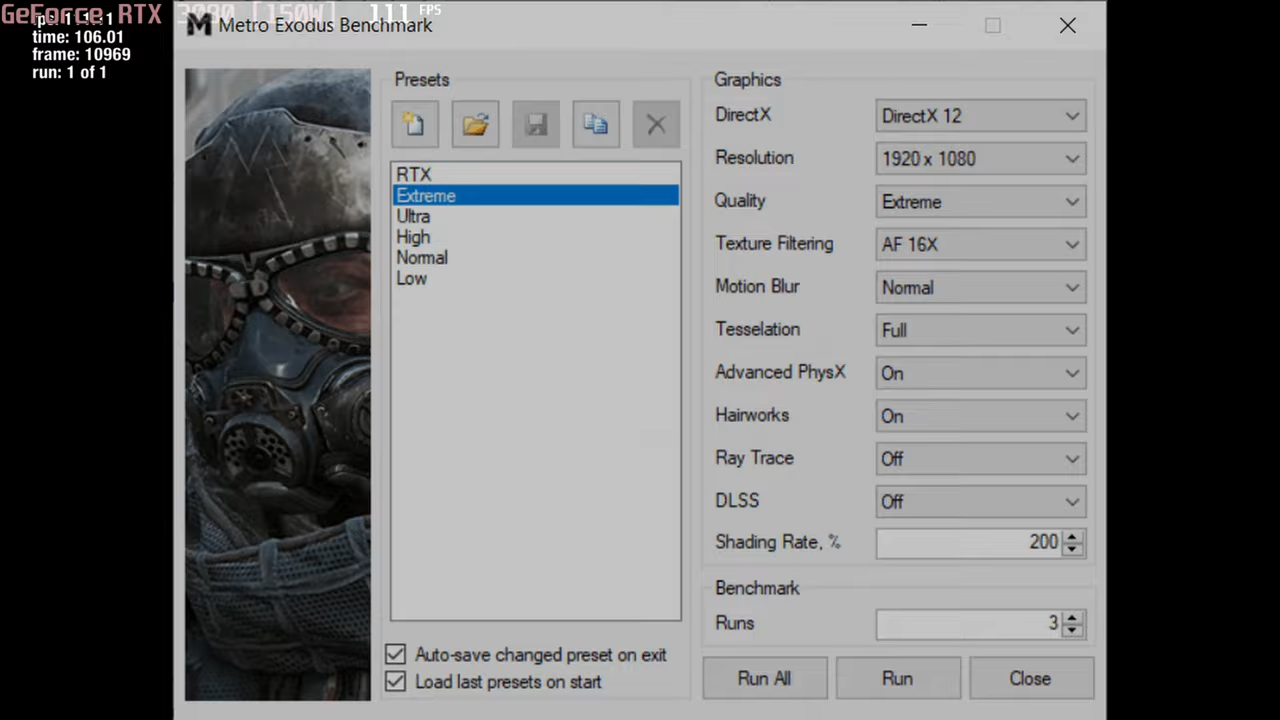 GeForce RTX 3080 [150W] 111 FPS
time: 106.01
frame: 10969
run: 1 of 1
Metro Exodus Benchmark
Presets
RTX
Extreme
Ultra
High
Normal
Low
Auto-save changed preset on exit
Load last presets on start
Graphics
DirectX DirectX 12
Resolution 1920 x 1080
Quality Extreme
Texture Filtering AF 16X
Motion Blur Normal
Tesselation Full
Advanced PhysX On
Hairworks On
Ray Trace Off
DLSS Off
Shading Rate, % 200
Benchmark
Runs 3
Run All Run Close